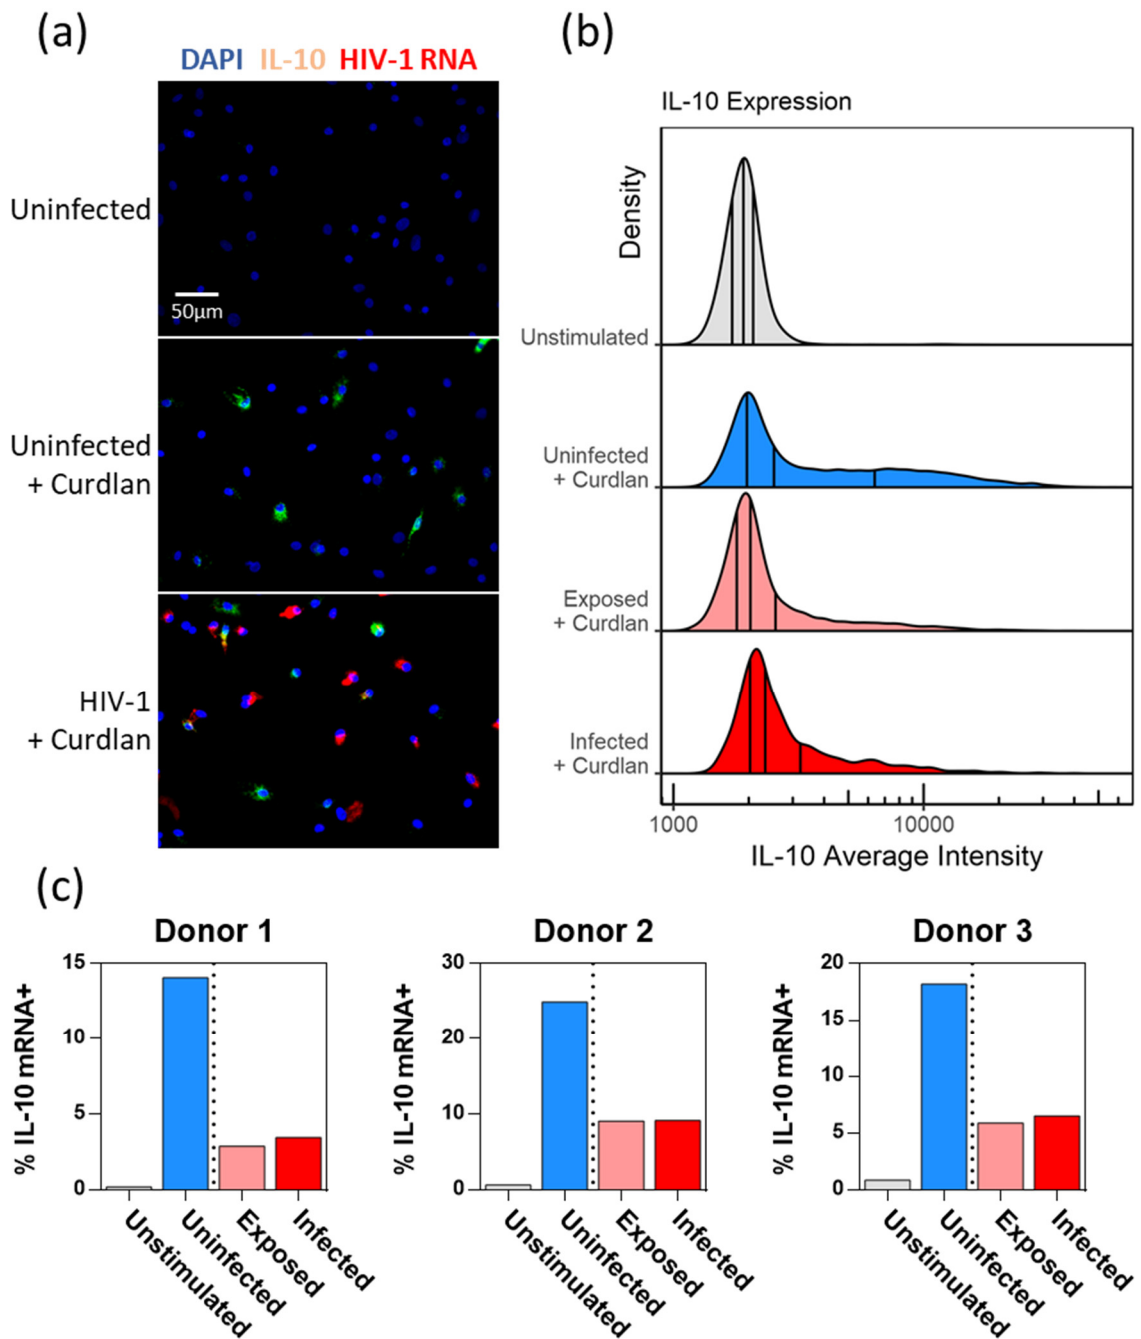 (a)
DAPI IL-10 HIV-1 RNA
Uninfected
50µm
Uninfected
+ Curdlan
HIV-1
+ Curdlan
(b)
IL-10 Expression
Density
Unstimulated
Uninfected
+ Curdlan
Exposed
+ Curdlan
Infected
+ Curdlan
1000 10000
IL-10 Average Intensity
(c)
Donor 1
% IL-10 mRNA+
15
10
5
0
Unstimulated
Uninfected
Exposed
Infected
Donor 2
% IL-10 mRNA+
30
20
10
0
Unstimulated
Uninfected
Exposed
Infected
Donor 3
% IL-10 mRNA+
20
15
10
5
0
Unstimulated
Uninfected
Exposed
Infected